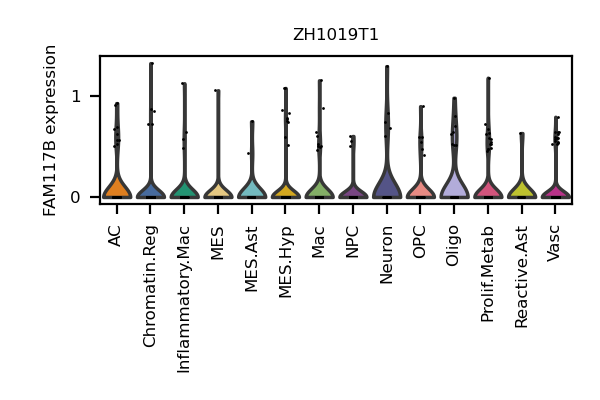 ZH1019T1
FAM117B expression
1
0
AC
Chromatin.Reg
Inflammatory.Mac
MES
MES.Ast
MES.Hyp
Mac
NPC
Neuron
OPC
Oligo
Prolif.Metab
Reactive.Ast
Vasc